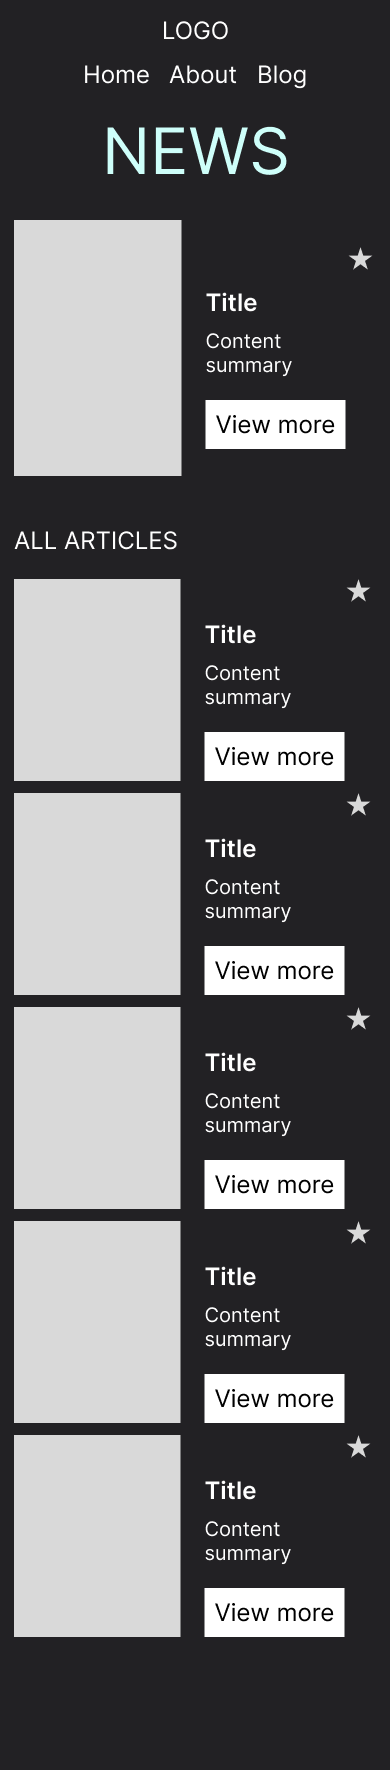 LOGO
Home About Blog
NEWS
Title
Content
summary
View more
ALL ARTICLES
Title
Content
summary
View more
Title
Content
summary
View more
Title
Content
summary
View more
Title
Content
summary
View more
Title
Content
summary
View more